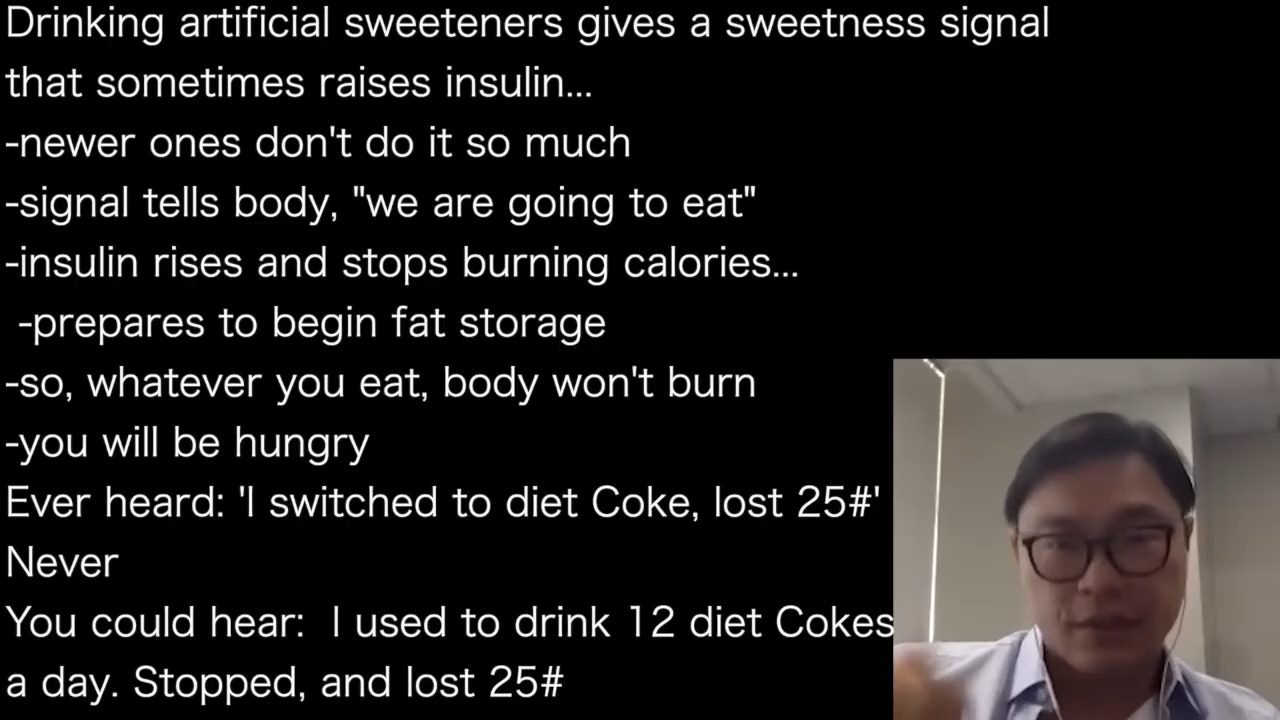 Drinking artificial sweeteners gives a sweetness signal
that sometimes raises insulin...
-newer ones don't do it so much
-signal tells body, "we are going to eat"
-insulin rises and stops burning calories...
-prepares to begin fat storage
-so, whatever you eat, body won't burn
-you will be hungry
Ever heard: 'I switched to diet Coke, lost 25#'
Never
You could hear:  I used to drink 12 diet Cokes
a day. Stopped, and lost 25#